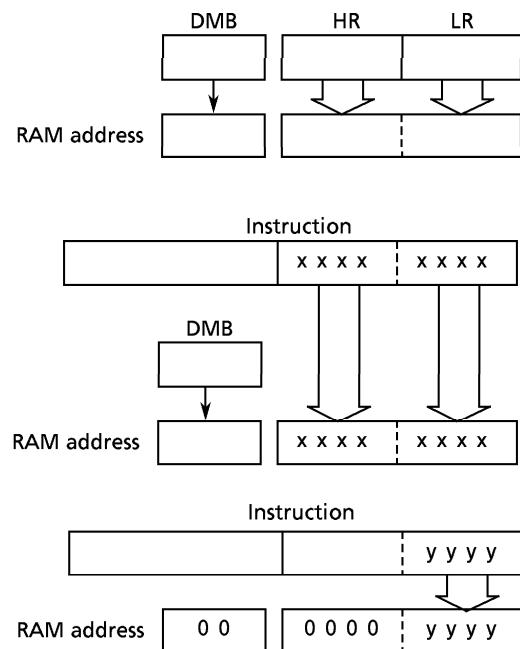 DMB HR LR
RAM address
Instruction
x x x x x x x x
DMB
RAM address x x x x x x x x
Instruction
y y y y
RAM address 0 0 0 0 0 0 y y y y